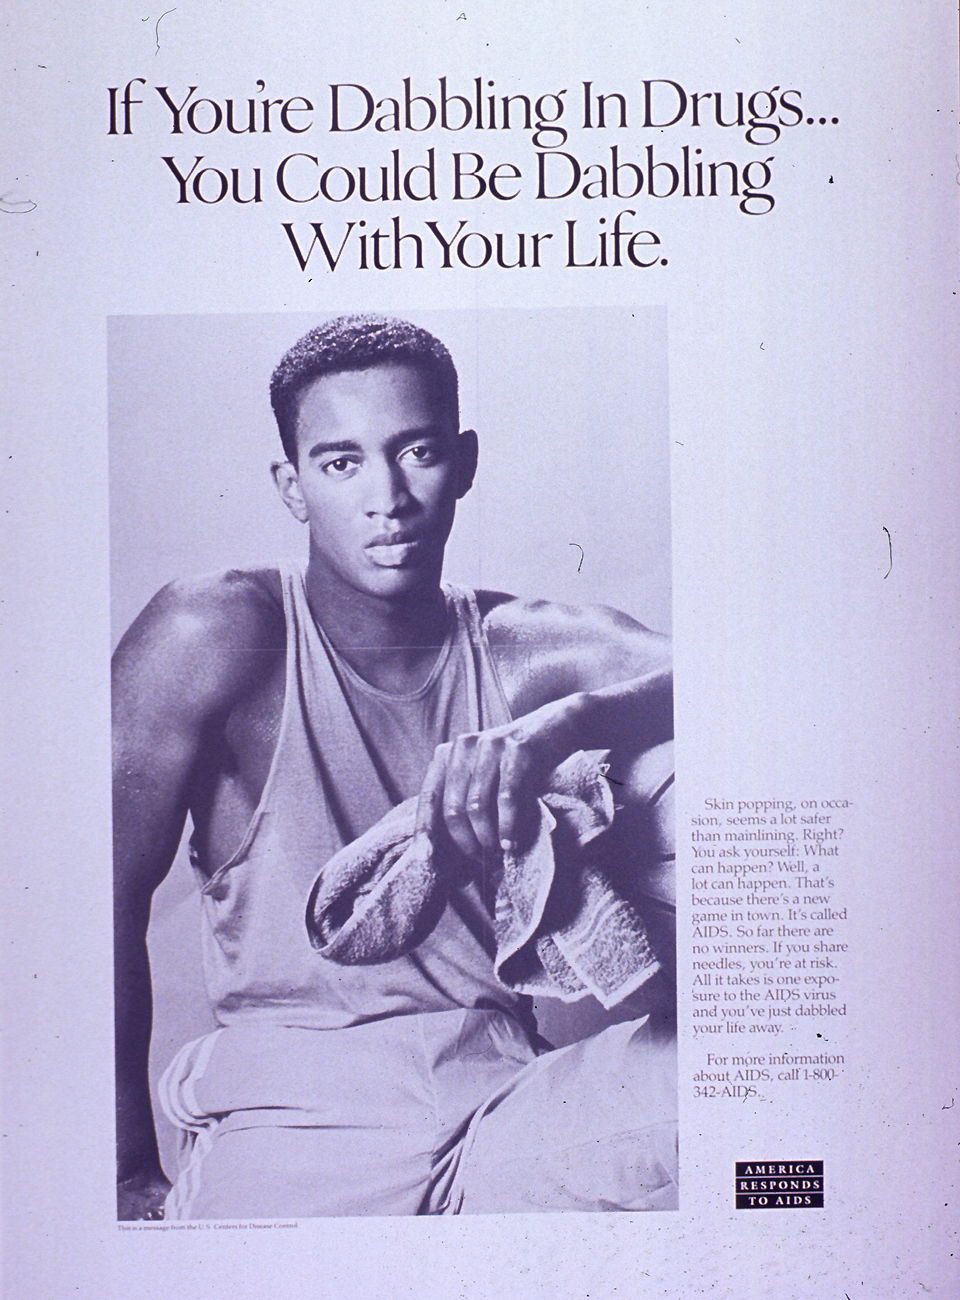 If You're Dabbling In Drugs...
You Could Be Dabbling
With Your Life.
Skin popping, on occa-
sion, seems a lot safer
than mainlining. Right?
You ask yourself: What
can happen? Well, a
lot can happen. That's
because there's a new
game in town. It's called
AIDS. So far there are
no winners. If you share
needles, you're at risk.
All it takes is one expo-
sure to the AIDS virus
and you've just dabbled
your life away.
For more information
about AIDS, call 1-800-
342-AIDS.
AMERICA
RESPONDS
TO AIDS
This is a message from the U.S. Centers for Disease Control.